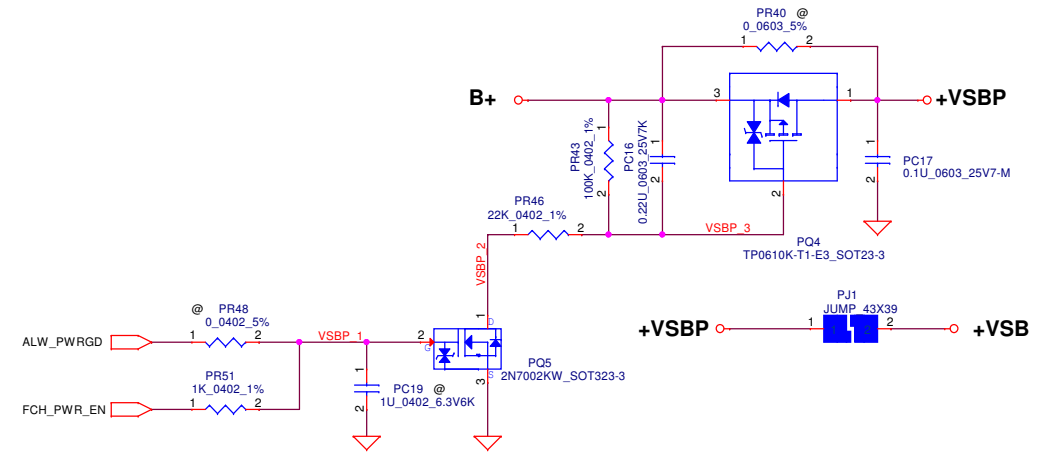 PR40 @
0_0603_5%
1 2
B+
3 1
+VSBP
PR43
100K_0402_1%
1 2
PC16
0.22U_0603_25V7K
1 2
2
1 2
PC17
0.1U_0603_25V7-M
PR46
22K_0402_1%
1 2
VSBP_3
PQ4
TP0610K-T1-E3_SOT23-3
VSBP_2
PJ1
JUMP_43X39
+VSBP
1 1 2 2
+VSB
@ PR48
0_0402_5%
ALW_PWRGD
1 2
VSBP_1
2
G
1
D
S
3
PQ5
2N7002KW_SOT323-3
PR51
1K_0402_1%
FCH_PWR_EN
1 2
1 2
PC19 @
1U_0402_6.3V6K